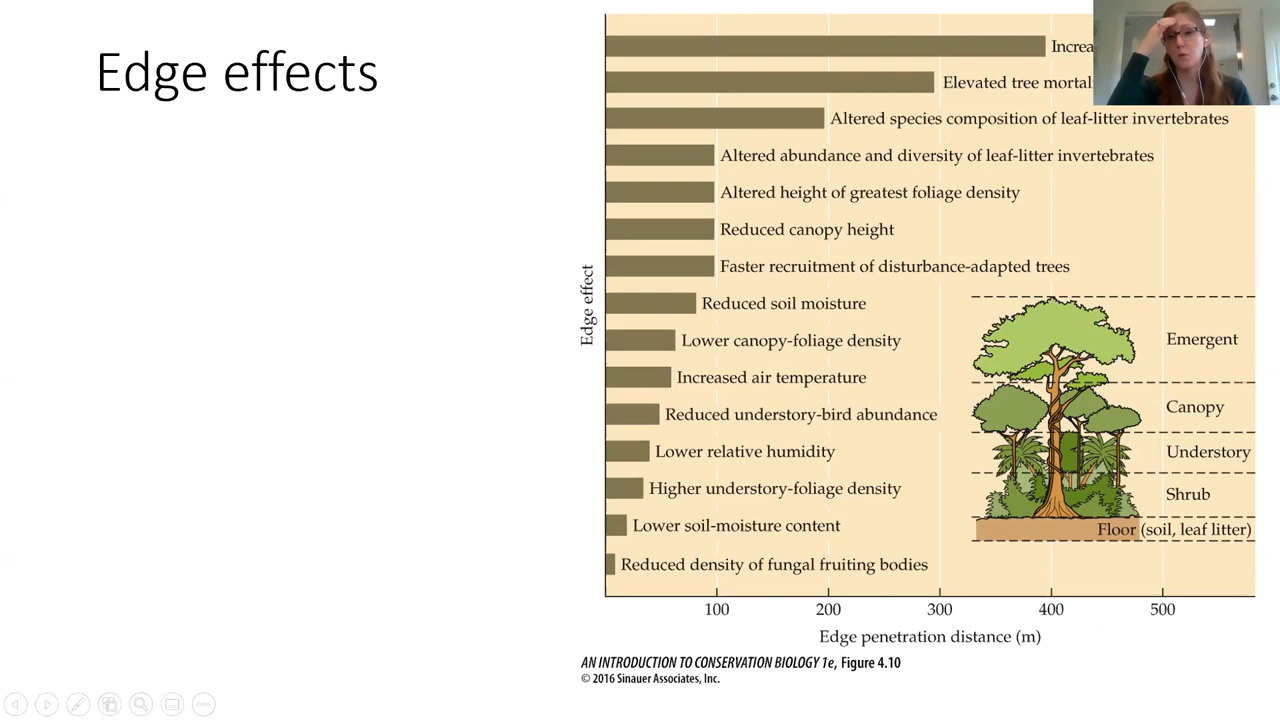 Edge effects
Elevated tree
Altered species composition of leaf-litter invertebrates
Altered abundance and diversity of leaf-litter invertebrates
Altered height of greatest foliage density
Reduced canopy height
Faster recruitment of disturbance-adapted trees
Reduced soil moisture
Lower canopy-foliage density
Increased air temperature
Reduced understory-bird abundance
Lower relative humidity
Higher understory-foliage density
Lower soil-moisture content
Reduced density of fungal fruiting bodies
Edge effect
Emergent
Canopy
Understory
Shrub
Floor (soil, leaf litter)
100 200 300 400 500
Edge penetration distance (m)
AN INTRODUCTION TO CONSERVATION BIOLOGY 1e, Figure 4.10
© 2016 Sinauer Associates, Inc.